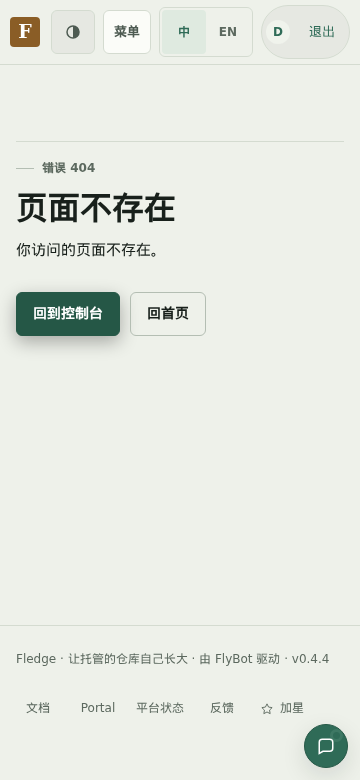 F 菜单 中 EN D 退出
错误 404
页面不存在
你访问的页面不存在。
回到控制台 回首页
Fledge · 让托管的仓库自己长大 · 由 FlyBot 驱动 · v0.4.4
文档 Portal 平台状态 反馈 加星